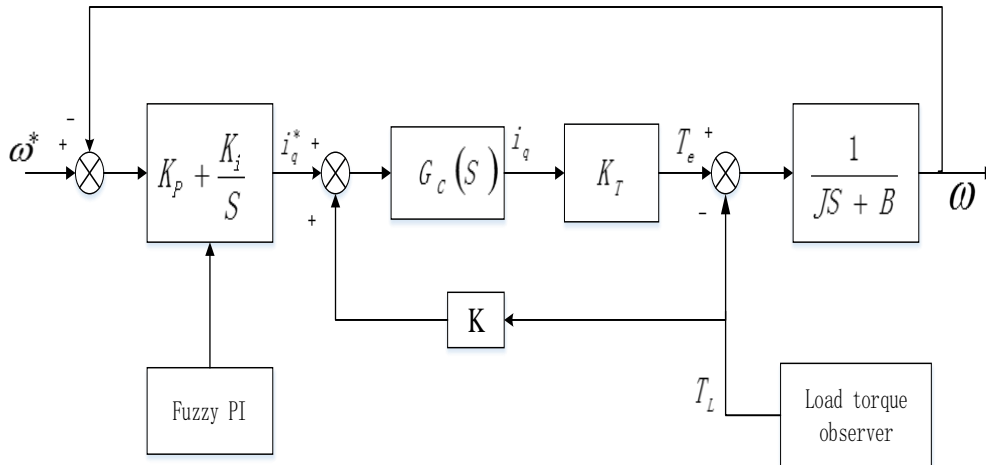 ω*
+
-
K_P + K_i/S
i_q^*
+
+
G_C(S)
i_q
K_T
T_e
+
-
1/(JS + B)
ω
K
T_L
Fuzzy PI
Load torque
observer